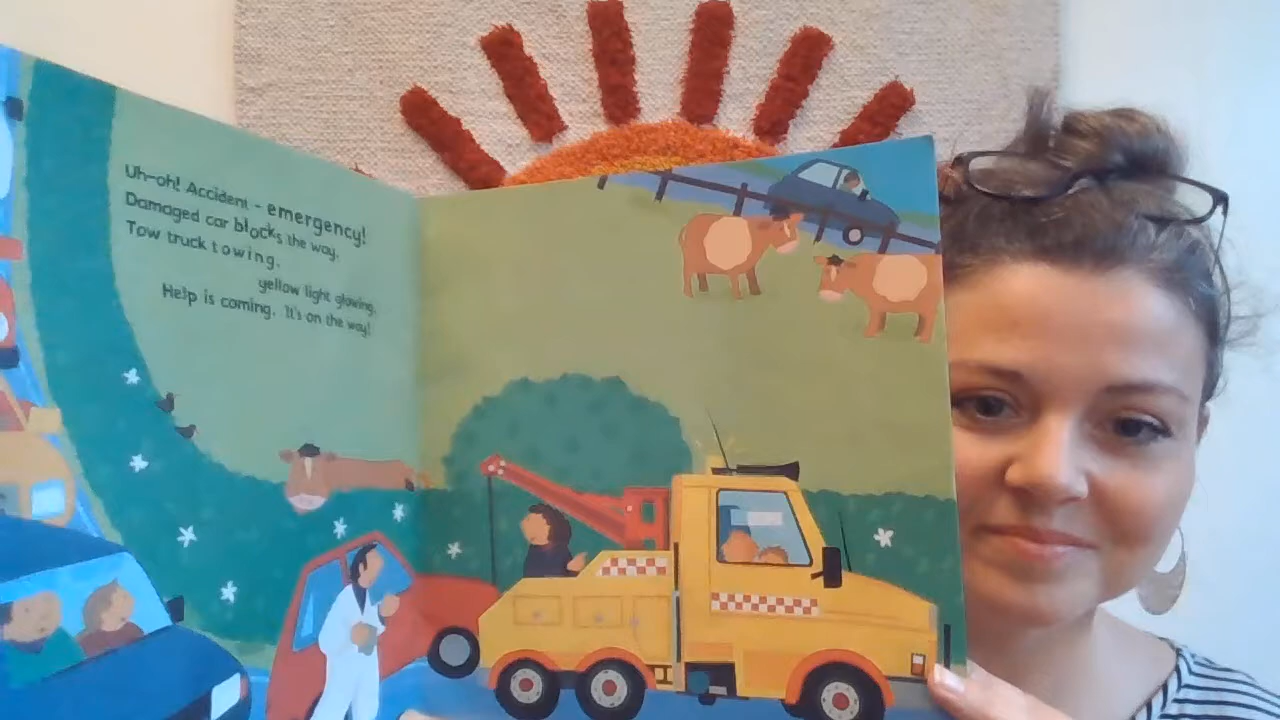 Uh-oh! Accident - emergency!
Damaged car blocks the way.
Tow truck towing,
yellow light glowing.
Help is coming. It's on the way!